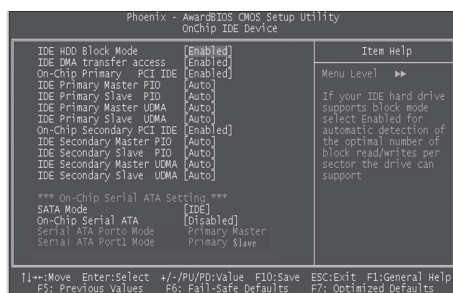 Phoenix - AwardBIOS CMOS Setup Utility
OnChip IDE Device
IDE HDD Block Mode [Enabled]
IDE DMA transfer access [Enabled]
On-Chip Primary PCI IDE [Enabled]
IDE Primary Master PIO [Auto]
IDE Primary Slave PIO [Auto]
IDE Primary Master UDMA [Auto]
IDE Primary Slave UDMA [Auto]
On-Chip Secondary PCI IDE [Enabled]
IDE Secondary Master PIO [Auto]
IDE Secondary Slave PIO [Auto]
IDE Secondary Master UDMA [Auto]
IDE Secondary Slave UDMA [Auto]
*** On-Chip Serial ATA Setting ***
SATA Mode [IDE]
On-Chip Serial ATA [Disabled]
Serial ATA Porto Mode Primary Master
Serial ATA Port1 Mode Primary Slave
Item Help
Menu Level ▶▶
If your IDE hard drive
supports block mode
select Enabled for
automatic detection of
the optimal number of
block read/writes per
sector the drive can
support
↑↓→←:Move Enter:Select +/-/PU/PD:Value F10:Save ESC:Exit F1:General Help
F5: Previous Values F6: Fail-Safe Defaults F7: Optimized Defaults